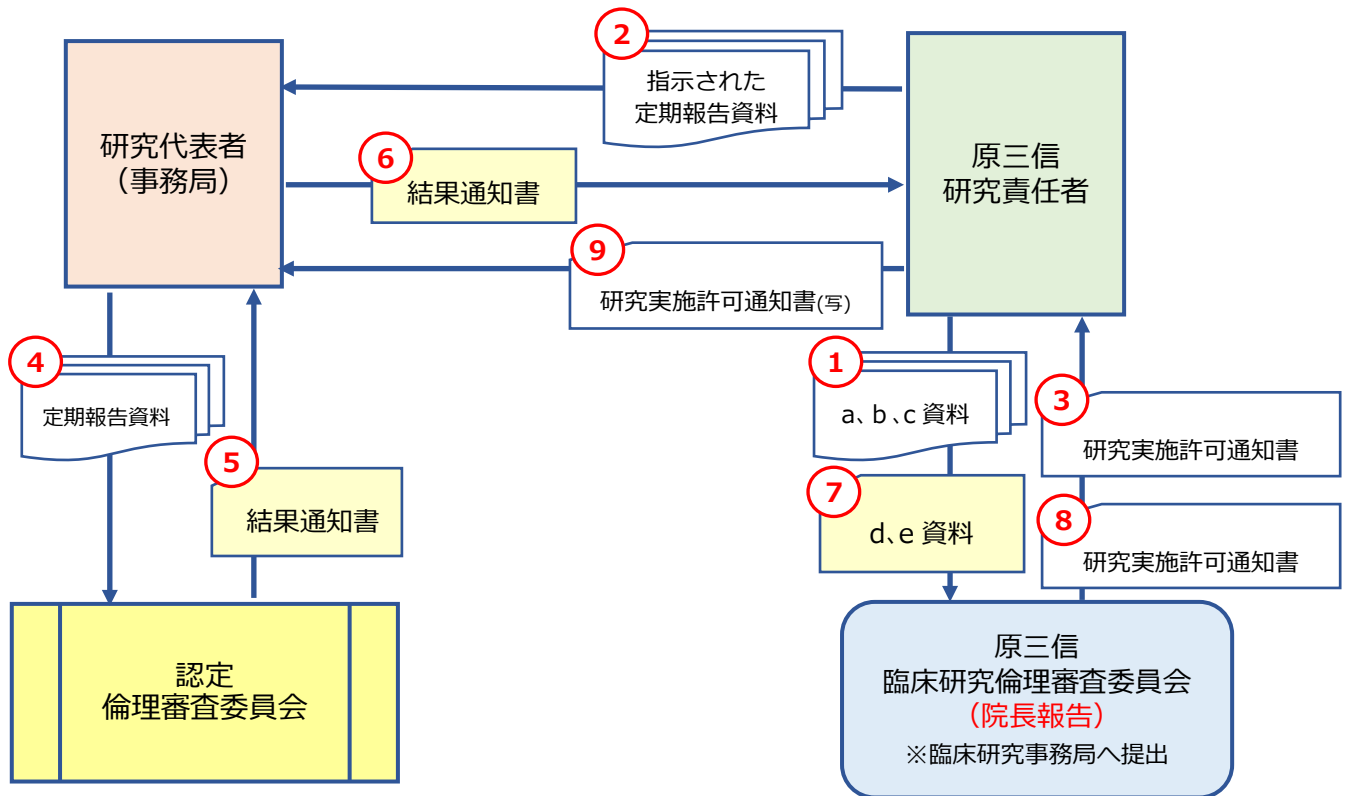 2
指示された
定期報告資料
研究代表者
（事務局）
6
結果通知書
原三信
研究責任者
9
研究実施許可通知書(写)
4
定期報告資料
5
結果通知書
1
a、b、c 資料
3
研究実施許可通知書
7
d、e 資料
8
研究実施許可通知書
認定
倫理審査委員会
原三信
臨床研究倫理審査委員会
（院長報告）
※臨床研究事務局へ提出